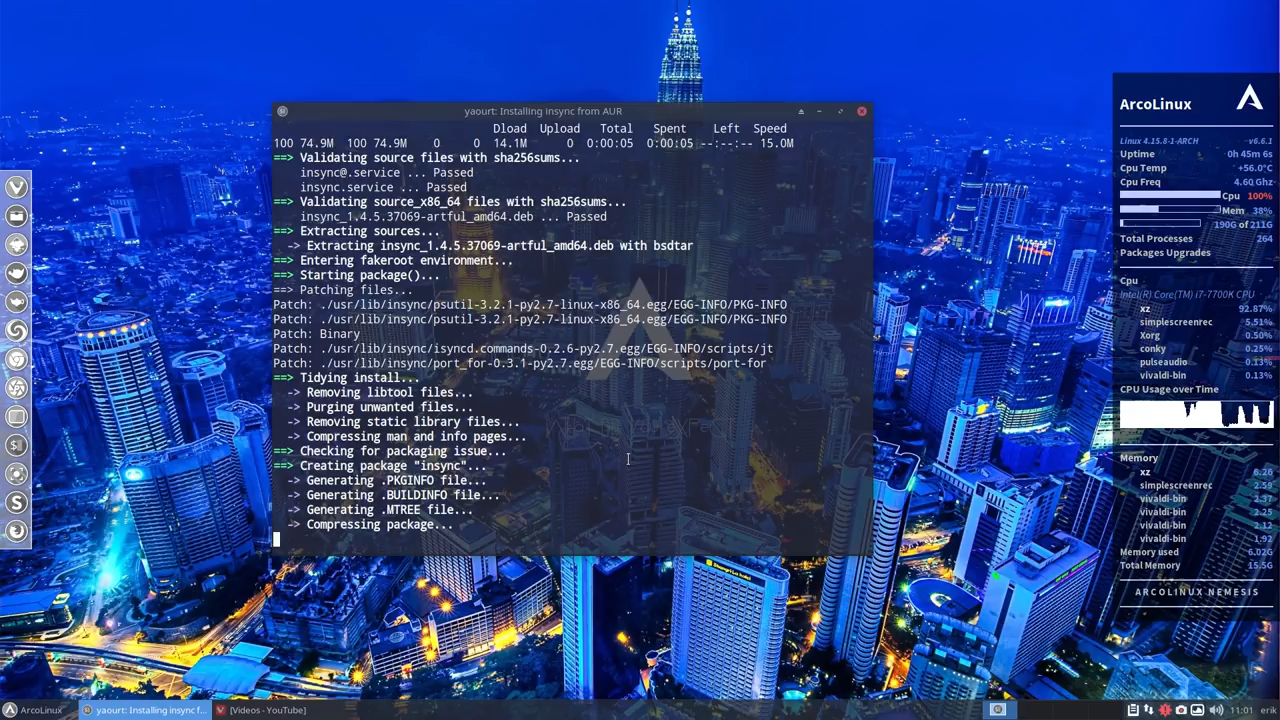 yaourt: Installing insync from AUR
Dload Upload Total Spent Left Speed
100 74.9M 100 74.9M 0 0 14.1M 0 0:00:05 0:00:05 --:--:-- 15.0M
==> Validating source files with sha256sums...
insync@.service ... Passed
insync.service ... Passed
==> Validating source_x86_64 files with sha256sums...
insync_1.4.5.37069-artful_amd64.deb ... Passed
==> Extracting sources...
-> Extracting insync_1.4.5.37069-artful_amd64.deb with bsdtar
==> Entering fakeroot environment...
==> Starting package()...
==> Patching files...
Patch: ./usr/lib/insync/psutil-3.2.1-py2.7-linux-x86_64.egg/EGG-INFO/PKG-INFO
Patch: ./usr/lib/insync/psutil-3.2.1-py2.7-linux-x86_64.egg/EGG-INFO/PKG-INFO
Patch: Binary
Patch: ./usr/lib/insync/isyncd.commands-0.2.6-py2.7.egg/EGG-INFO/scripts/jt
Patch: ./usr/lib/insync/port_for-0.3.1-py2.7.egg/EGG-INFO/scripts/port-for
==> Tidying install...
-> Removing libtool files...
-> Purging unwanted files...
-> Removing static library files...
-> Compressing man and info pages...
==> Checking for packaging issue...
==> Creating package "insync"...
-> Generating .PKGINFO file...
-> Generating .BUILDINFO file...
-> Generating .MTREE file...
-> Compressing package...
ArcoLinux
Linux 4.15.8-1-ARCH v6.6.1
Uptime 0h 45m 6s
Cpu Temp +56.0°C
Cpu Freq 4.60 Ghz
Cpu 100%
Mem 38%
190G of 211G
Total Processes 264
Packages Upgrades
Cpu
Intel(R) Core(TM) i7-7700K CPU
xz 92.87%
simplescreenrec 5.51%
Xorg 0.50%
conky 0.25%
pulseaudio 0.13%
vivaldi-bin 0.13%
CPU Usage over Time
Memory
xz 6.26
simplescreenrec 2.59
vivaldi-bin 2.37
vivaldi-bin 2.25
vivaldi-bin 2.12
vivaldi-bin 1.92
Memory used 6.02G
Total Memory 15.5G
ARCOLINUX NEMESIS
ShangriLa hotel
ArcoLinux
yaourt: Installing insync f...
[Videos - YouTube]
11:01 erik